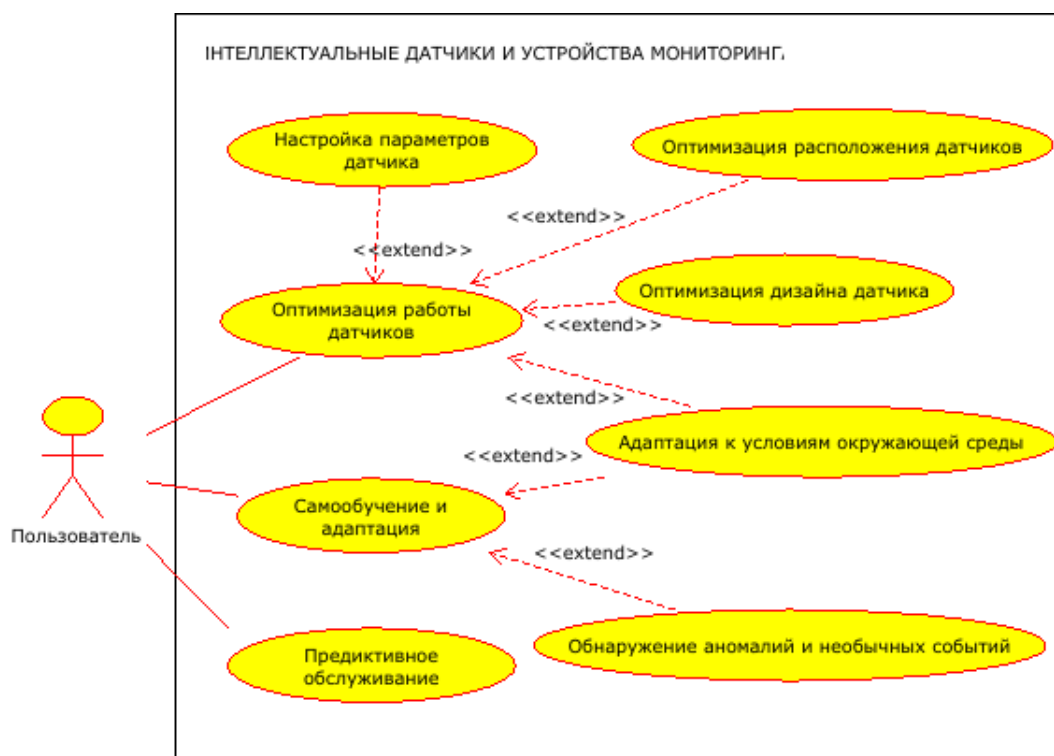 ІНТЕЛЛЕКТУАЛЬНЫЕ ДАТЧИКИ И УСТРОЙСТВА МОНИТОРИНГ
Настройка параметров
датчика
Оптимизация расположения датчиков
<<extend>>
<<extend>>
Оптимизация работы
датчиков
Оптимизация дизайна датчика
<<extend>>
<<extend>>
Адаптация к условиям окружающей среды
<<extend>>
Самообучение и
адаптация
Пользователь
<<extend>>
Предиктивное
обслуживание
Обнаружение аномалий и необычных событий